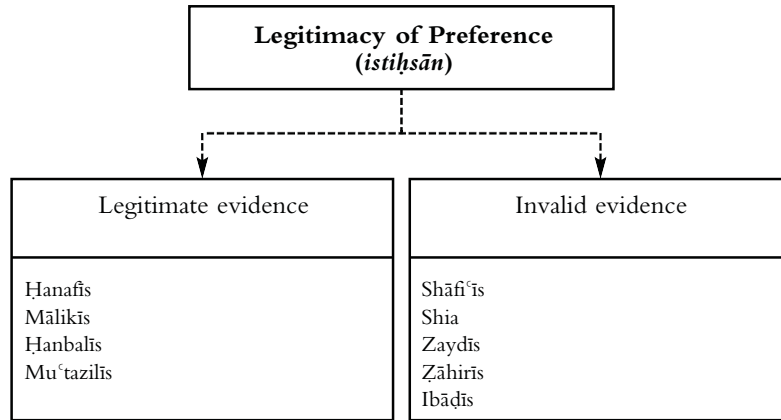 Legitimacy of Preference
(istiḥsān)
Legitimate evidence
Ḥanafīs
Mālikīs
Ḥanbalīs
Muʿtazilīs
Invalid evidence
Shāfiʿīs
Shia
Zaydīs
Ẓāhirīs
Ibāḍīs